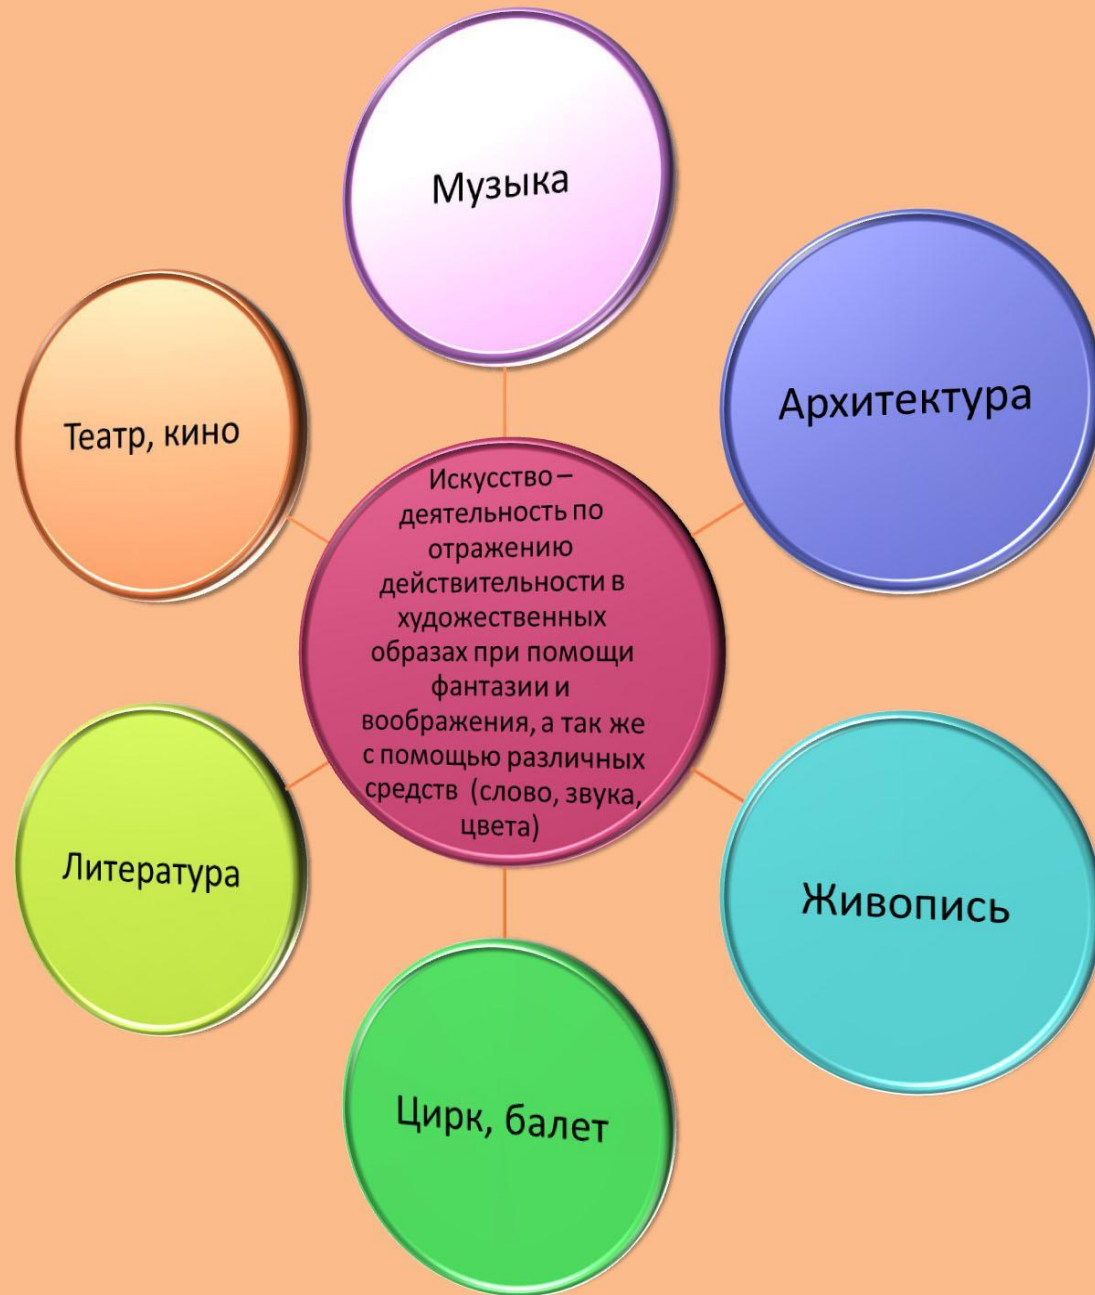 Музыка
Архитектура
Театр, кино
Искусство –
деятельность по
отражению
действительности в
художественных
образах при помощи
фантазии и
воображения, а так же
с помощью различных
средств (слово, звука,
цвета)
Литература
Живопись
Цирк, балет